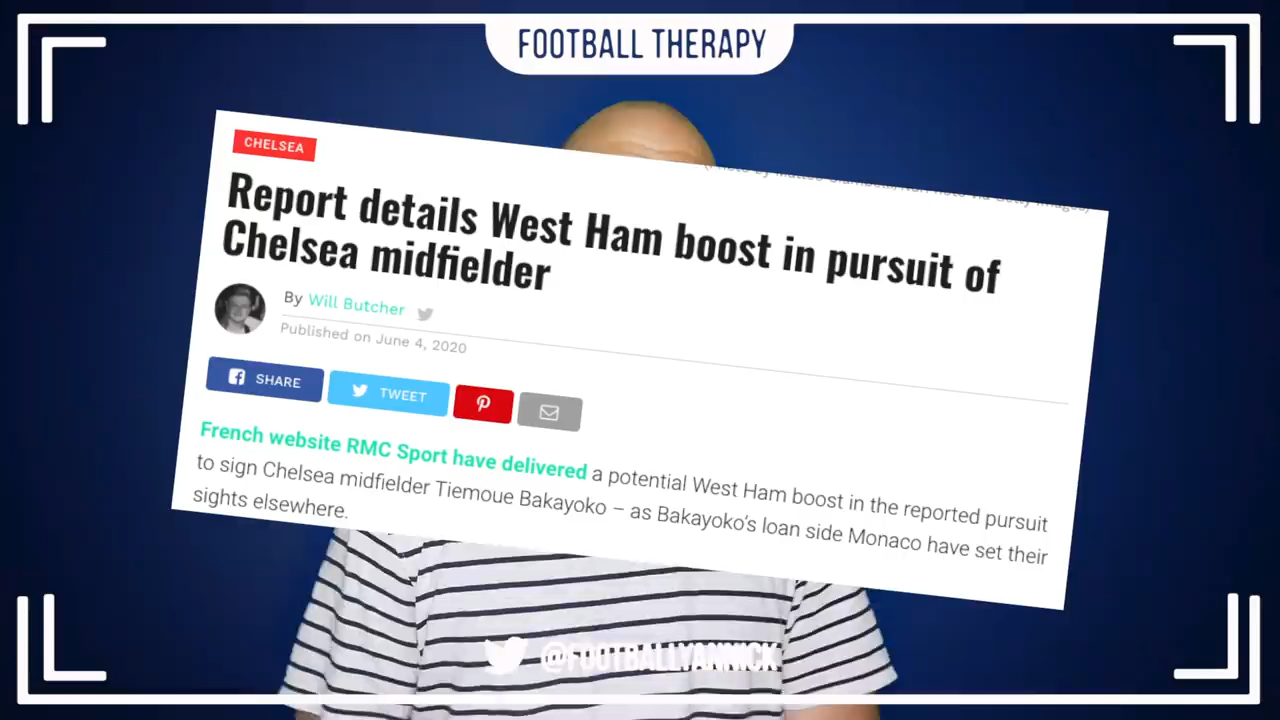 FOOTBALL THERAPY
CHELSEA
Report details West Ham boost in pursuit of
Chelsea midfielder
By Will Butcher
Published on June 4, 2020
SHARE
TWEET
French website RMC Sport have delivered a potential West Ham boost in the reported pursuit
to sign Chelsea midfielder Tiemoue Bakayoko – as Bakayoko's loan side Monaco have set their
sights elsewhere.
@FOOTBALLYANNICK